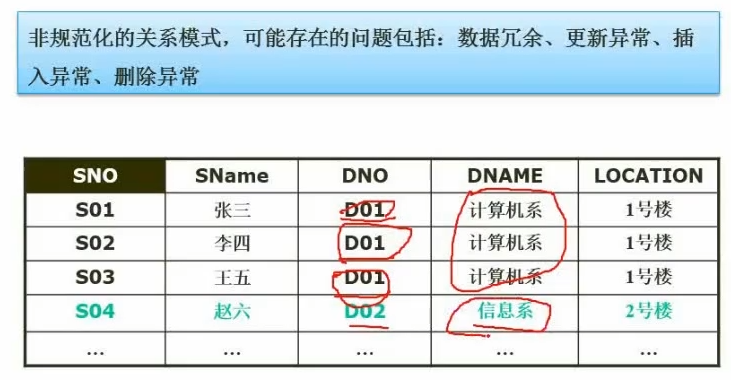 非规范化的关系模式，可能存在的问题包括：数据冗余、更新异常、插
入异常、删除异常
SNO SName DNO DNAME LOCATION
S01 张三 D01 计算机系 1号楼
S02 李四 D01 计算机系 1号楼
S03 王五 D01 计算机系 1号楼
S04 赵六 D02 信息系 2号楼
... ... ... ... ...